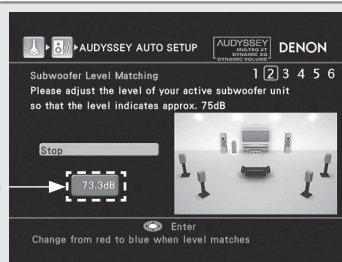 AUDYSSEY AUTO SETUP
AUDYSSEY
MULTEQ XT
DYNAMIC EQ
DYNAMIC VOLUME
DENON
Subwoofer Level Matching
1 2 3 4 5 6
Please adjust the level of your active subwoofer unit
so that the level indicates approx. 75dB
Stop
73.3dB
Enter
Change from red to blue when level matches